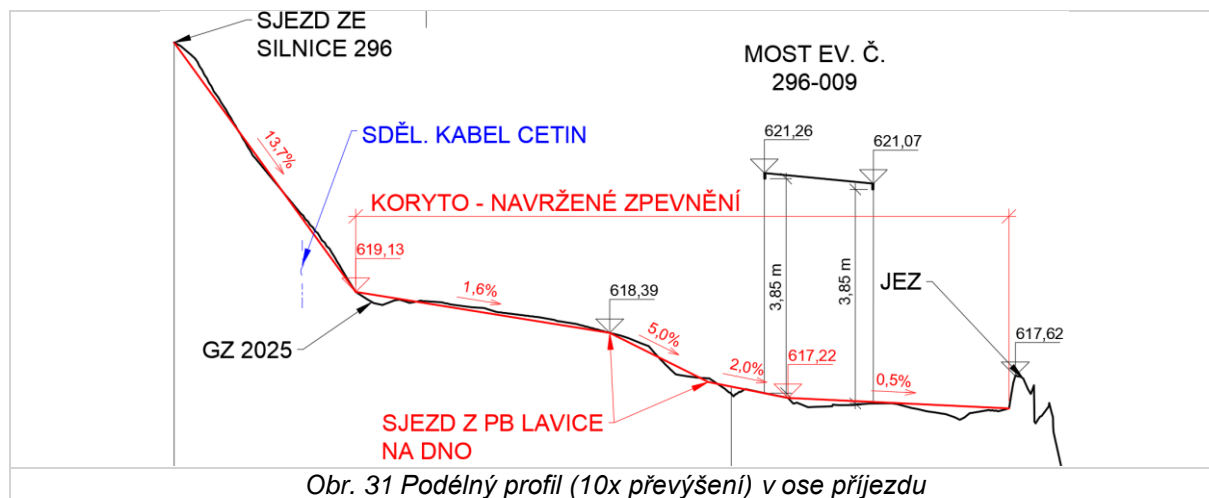 SJEZD ZE
SILNICE 296
MOST EV. Č.
296-009
621,26
621,07
13,7%
SDĚL. KABEL CETIN
KORYTO - NAVRŽENÉ ZPEVNĚNÍ
619,13
3,85 m
3,85 m
JEZ
1,6%
618,39
617,62
GZ 2025
5,0%
2,0%
617,22
0,5%
SJEZD Z PB LAVICE
NA DNO
Obr. 31 Podélný profil (10x převýšení) v ose příjezdu